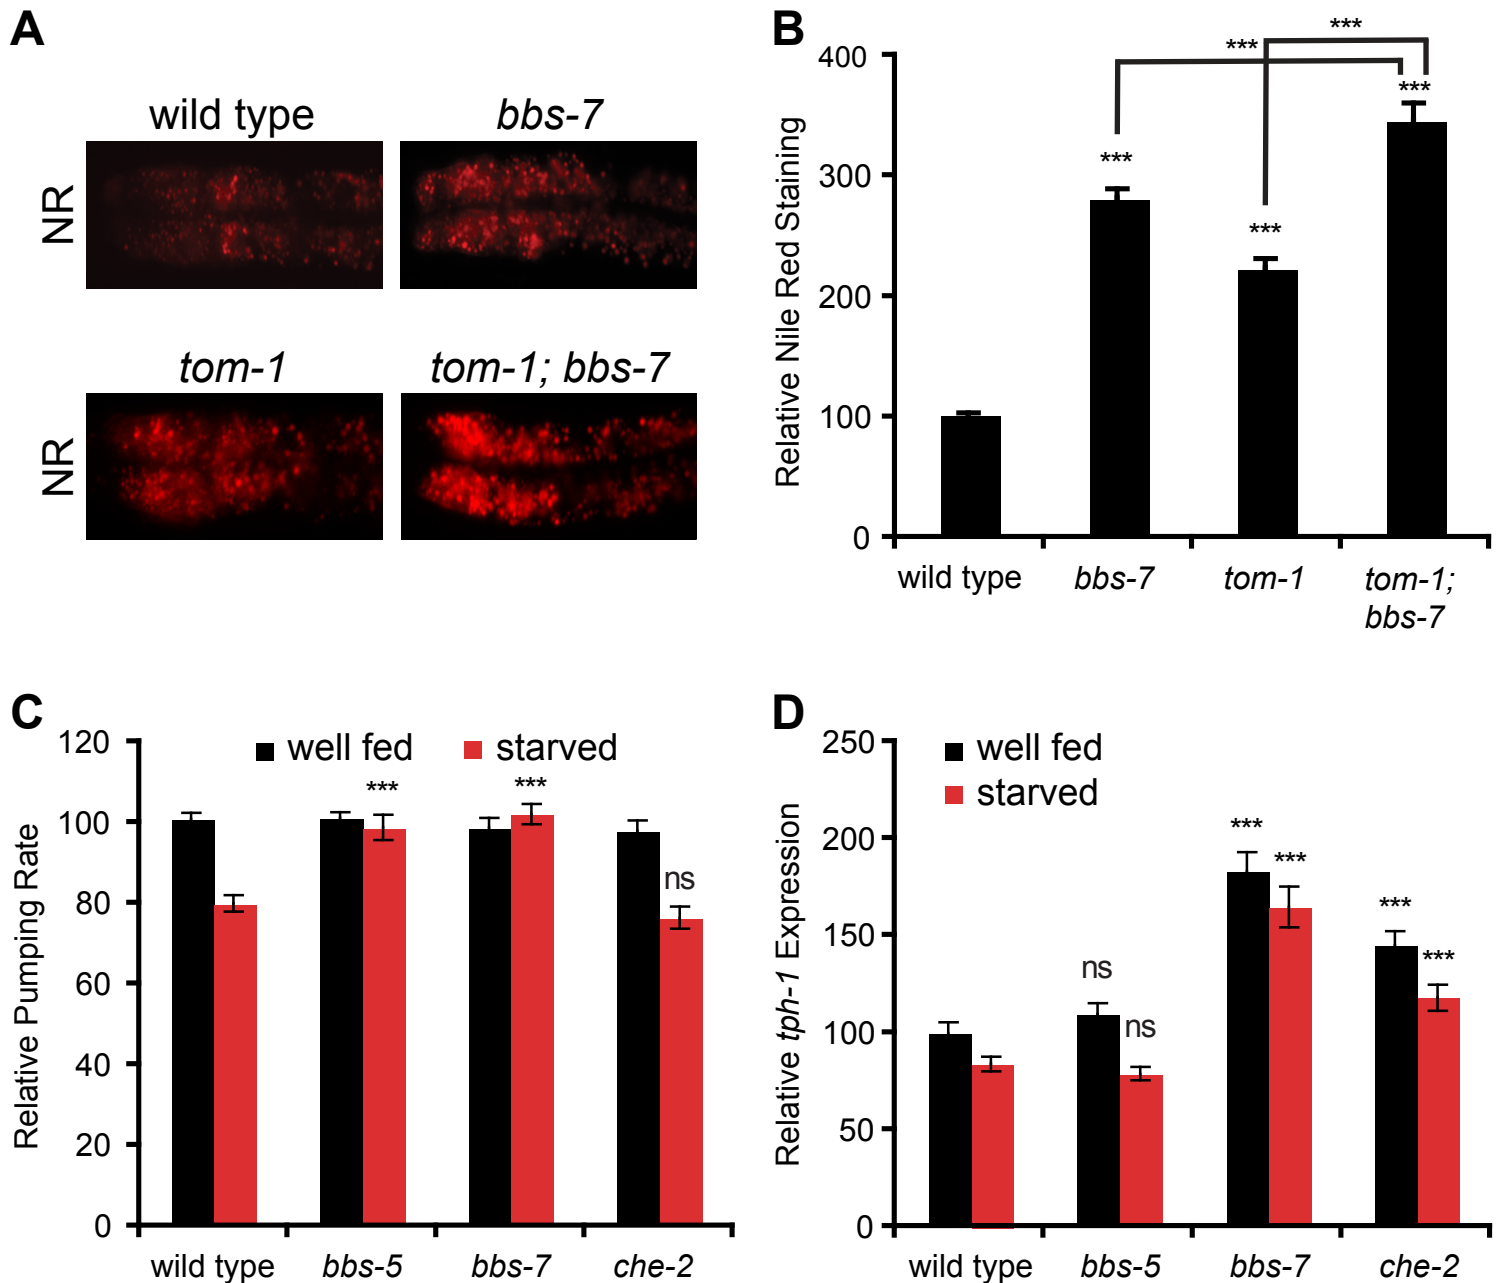 A
wild type
bbs-7
NR
tom-1
tom-1; bbs-7
NR
B
Relative Nile Red Staining
400
300
200
100
0
***
***
***
***
***
wild type
bbs-7
tom-1
tom-1;
bbs-7
C
Relative Pumping Rate
120
100
80
60
40
20
0
well fed
starved
***
***
ns
wild type
bbs-5
bbs-7
che-2
D
Relative tph-1 Expression
250
200
150
100
50
0
well fed
starved
ns
ns
***
***
***
***
wild type
bbs-5
bbs-7
che-2